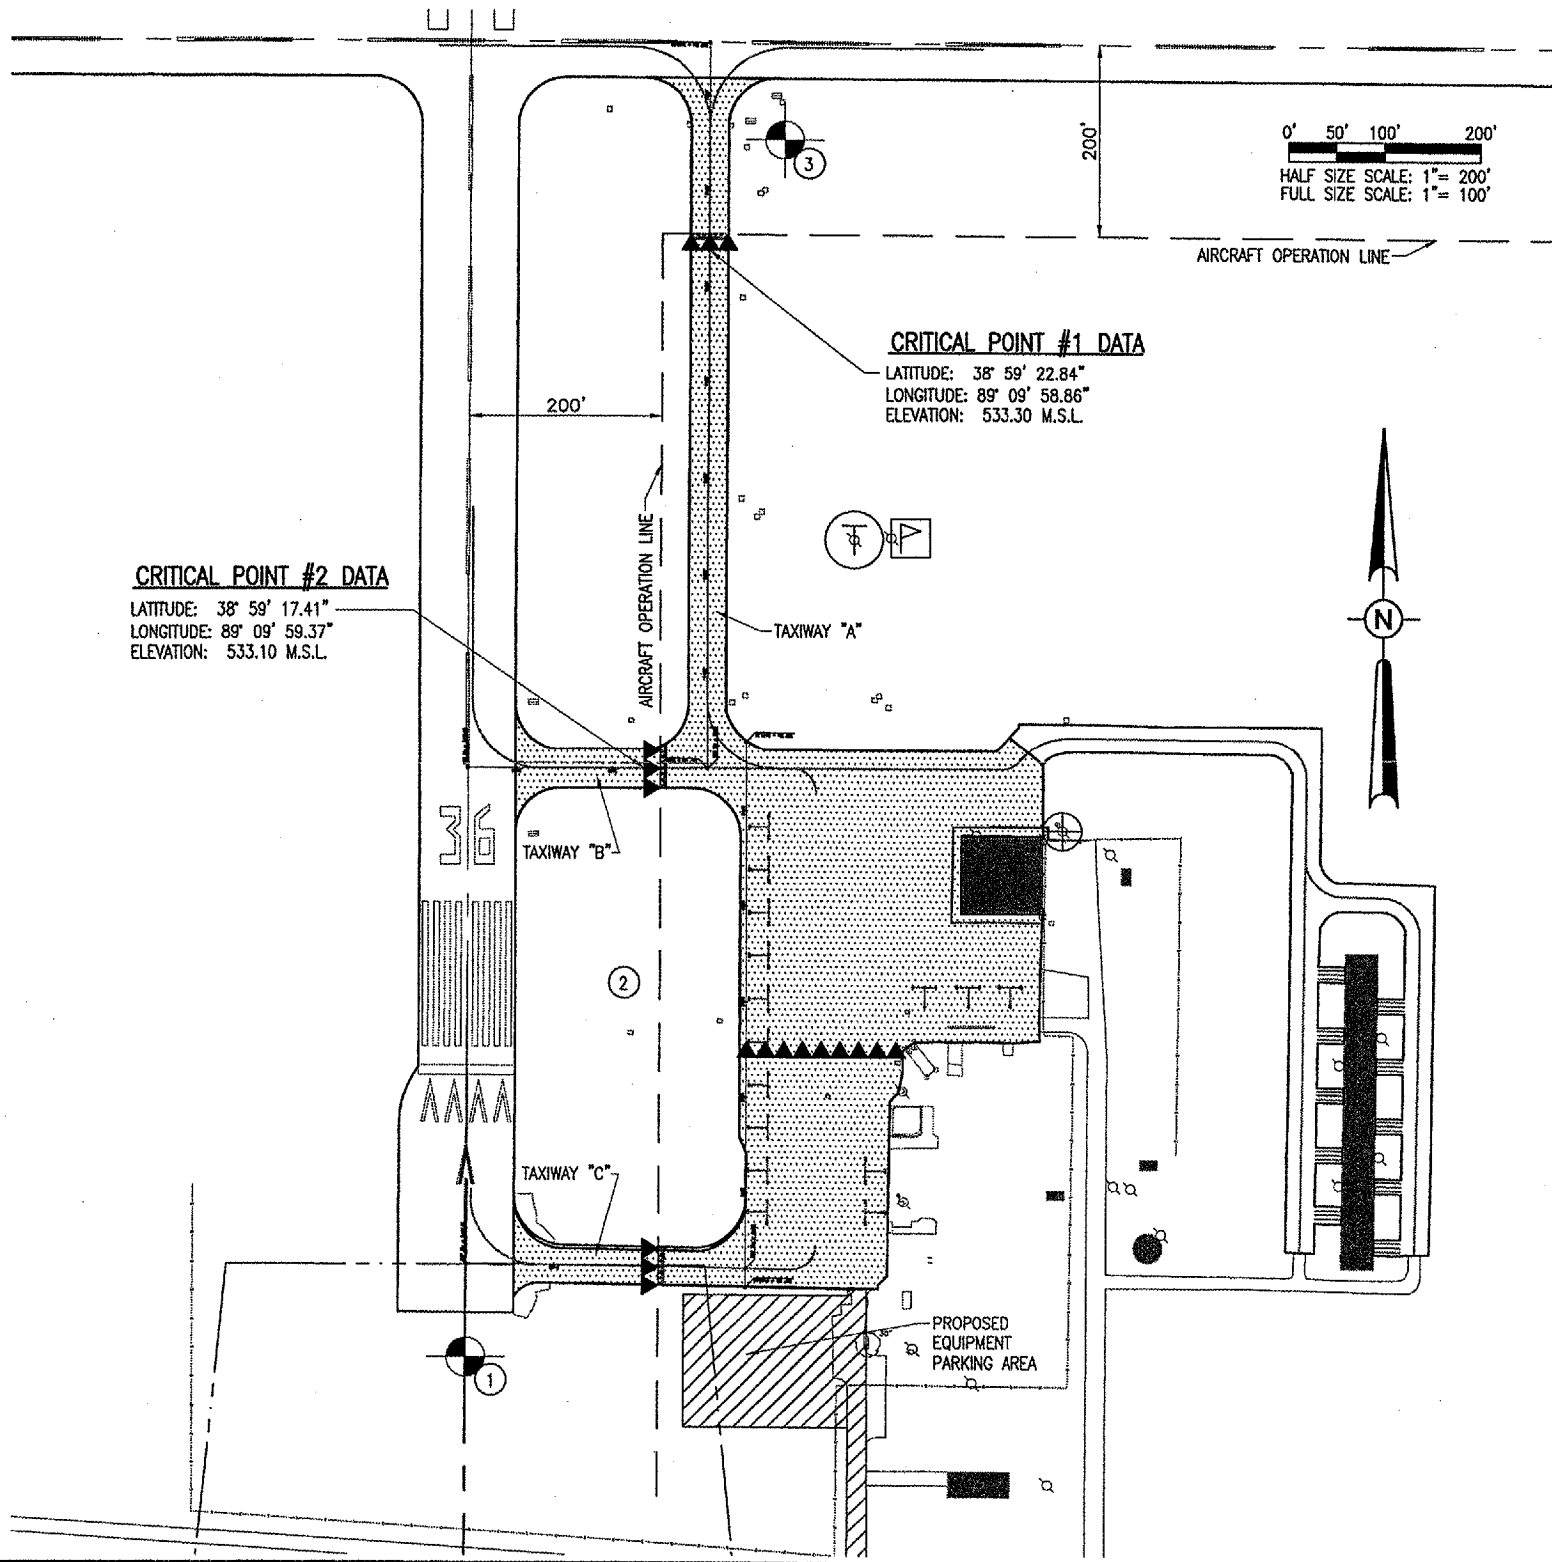 0' 50' 100' 200'
HALF SIZE SCALE: 1"= 200'
FULL SIZE SCALE: 1"= 100'
200'
3
AIRCRAFT OPERATION LINE
CRITICAL POINT #1 DATA
LATITUDE: 38° 59' 22.84"
LONGITUDE: 89° 09' 58.86"
ELEVATION: 533.30 M.S.L.
200'
AIRCRAFT OPERATION LINE
CRITICAL POINT #2 DATA
LATITUDE: 38° 59' 17.41"
LONGITUDE: 89° 09' 59.37"
ELEVATION: 533.10 M.S.L.
TAXIWAY "A"
N
36
TAXIWAY "B"
2
TAXIWAY "C"
PROPOSED
EQUIPMENT
PARKING AREA
1